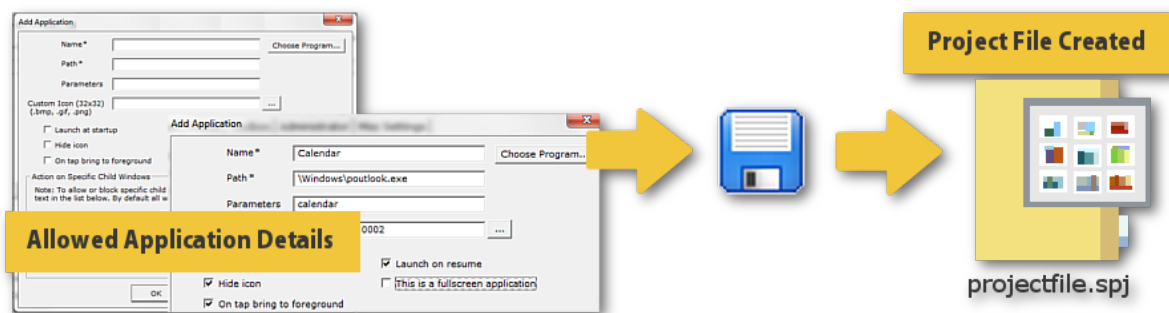 Add Application
Name*
Choose Program...
Path*
Parameters
Custom Icon (32x32)
(.bmp, .gif, .png)
...
Launch at startup
Hide icon
On tap bring to foreground
Action on Specific Child Windows
Note: To allow or block specific child
text in the list below. By default all w
OK
Add Application
Administrator
Misc Settings
Name*
Calendar
Choose Program...
Path*
\Windows\poutlook.exe
Parameters
calendar
0002
...
Launch on resume
Hide icon
This is a fullscreen application
On tap bring to foreground
Allowed Application Details
Project File Created
projectfile.spj